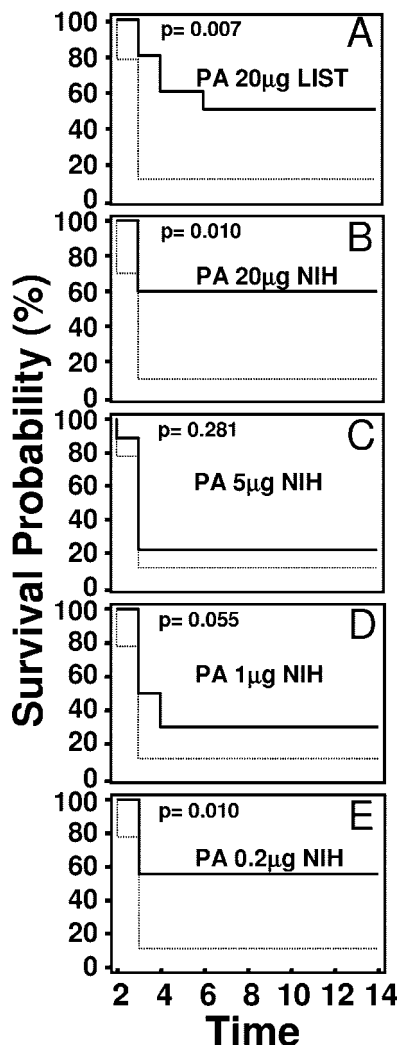 Survival Probability (%)
100
80
60
40
20
0
p= 0.007
A
PA 20µg LIST
100
80
60
40
20
0
p= 0.010
B
PA 20µg NIH
100
80
60
40
20
0
p= 0.281
C
PA 5µg NIH
100
80
60
40
20
0
p= 0.055
D
PA 1µg NIH
100
80
60
40
20
0
p= 0.010
E
PA 0.2µg NIH
2 4 6 8 10 12 14
Time